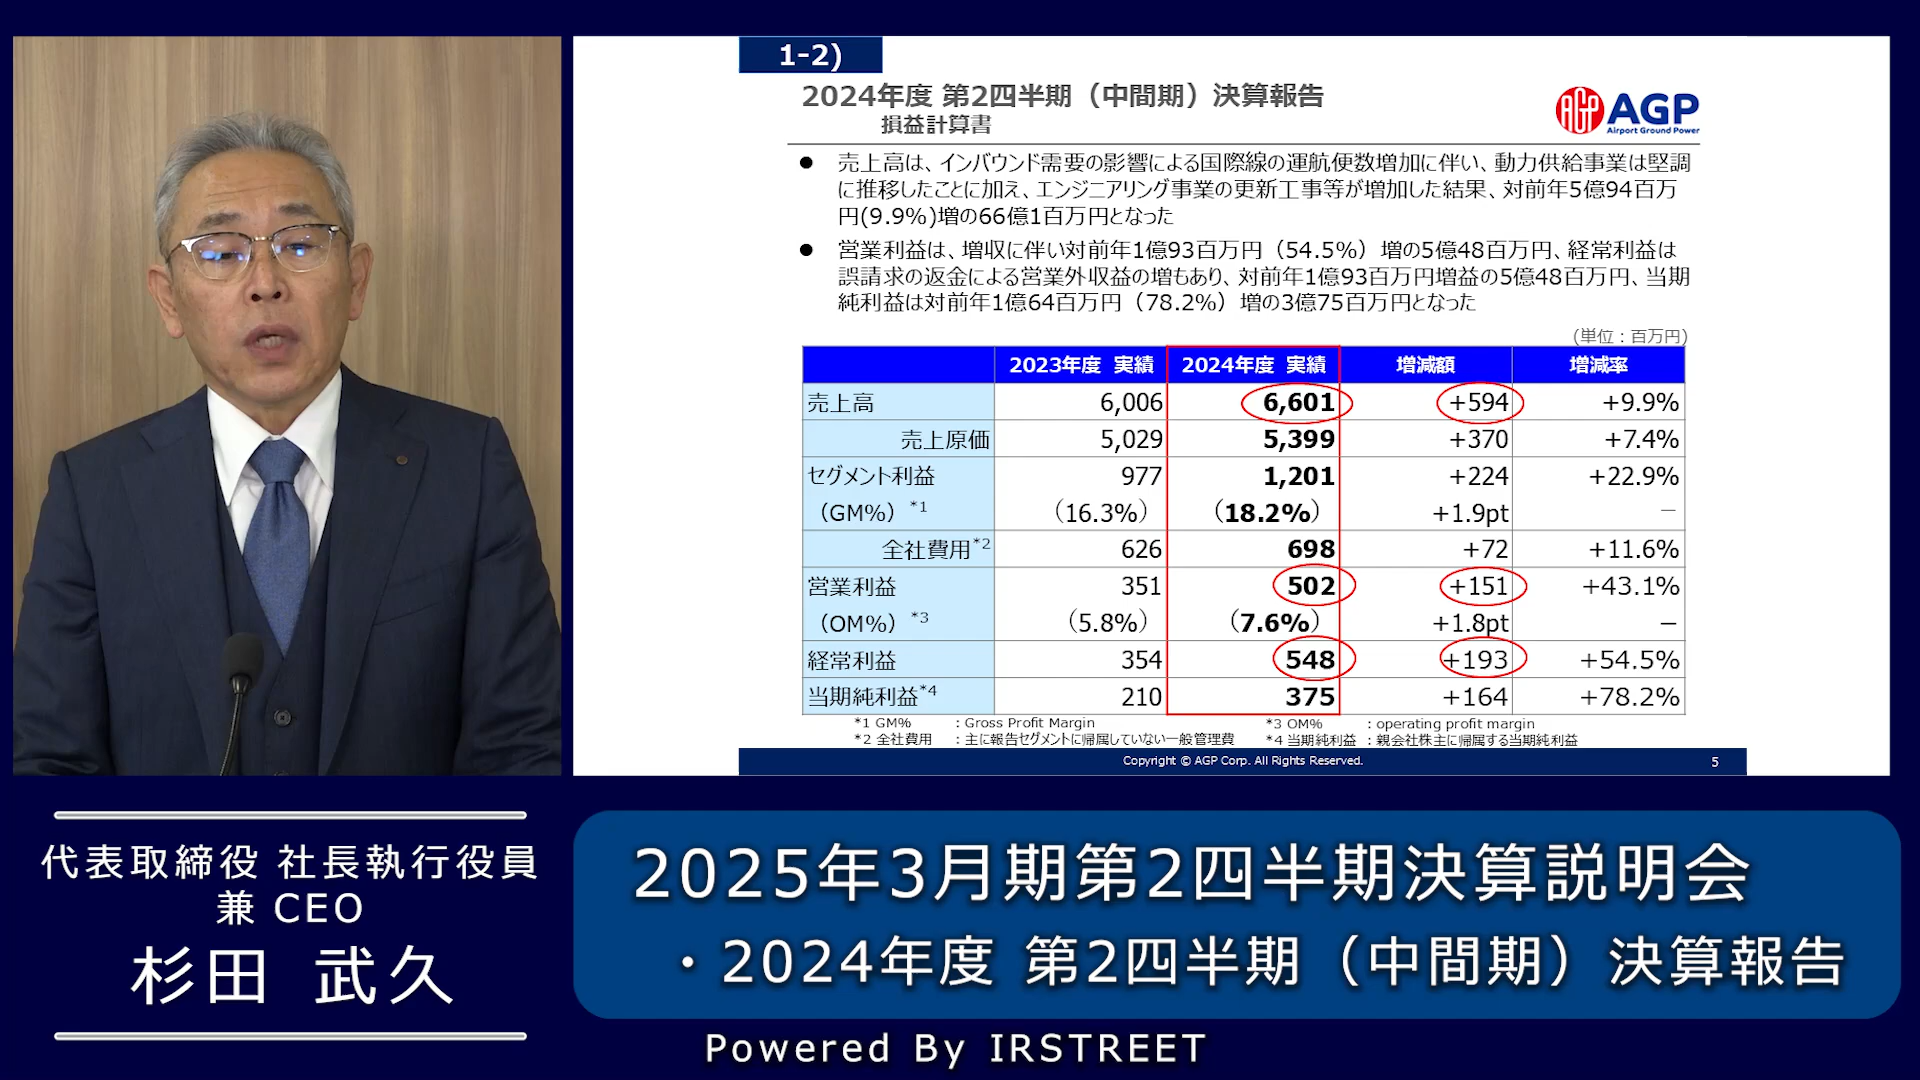 1-2)
2024年度 第2四半期（中間期）決算報告
損益計算書
AGP AGP
Airport Ground Power
● 売上高は、インバウンド需要の影響による国際線の運航便数増加に伴い、動力供給事業は堅調
に推移したことに加え、エンジニアリング事業の更新工事等が増加した結果、対前年5億94百万
円(9.9%)増の66億1百万円となった
● 営業利益は、増収に伴い対前年1億93百万円（54.5%）増の5億48百万円、経常利益は
誤請求の返金による営業外収益の増もあり、対前年1億93百万円増益の5億48百万円、当期
純利益は対前年1億64百万円（78.2%）増の3億75百万円となった
（単位：百万円）
2023年度 実績 2024年度 実績 増減額 増減率
売上高 6,006 6,601 +594 +9.9%
売上原価 5,029 5,399 +370 +7.4%
セグメント利益 977 1,201 +224 +22.9%
（GM%）*1 （16.3%） （18.2%） +1.9pt －
全社費用*2 626 698 +72 +11.6%
営業利益 351 502 +151 +43.1%
（OM%）*3 （5.8%） （7.6%） +1.8pt －
経常利益 354 548 +193 +54.5%
当期純利益*4 210 375 +164 +78.2%
*1 GM% ：Gross Profit Margin *3 OM% ：operating profit margin
*2 全社費用 ：主に報告セグメントに帰属していない一般管理費 *4 当期純利益 ：親会社株主に帰属する当期純利益
Copyright © AGP Corp. All Rights Reserved. 5
代表取締役 社長執行役員
兼 CEO
杉田 武久
2025年3月期第2四半期決算説明会
・2024年度 第2四半期（中間期）決算報告
Powered By IRSTREET